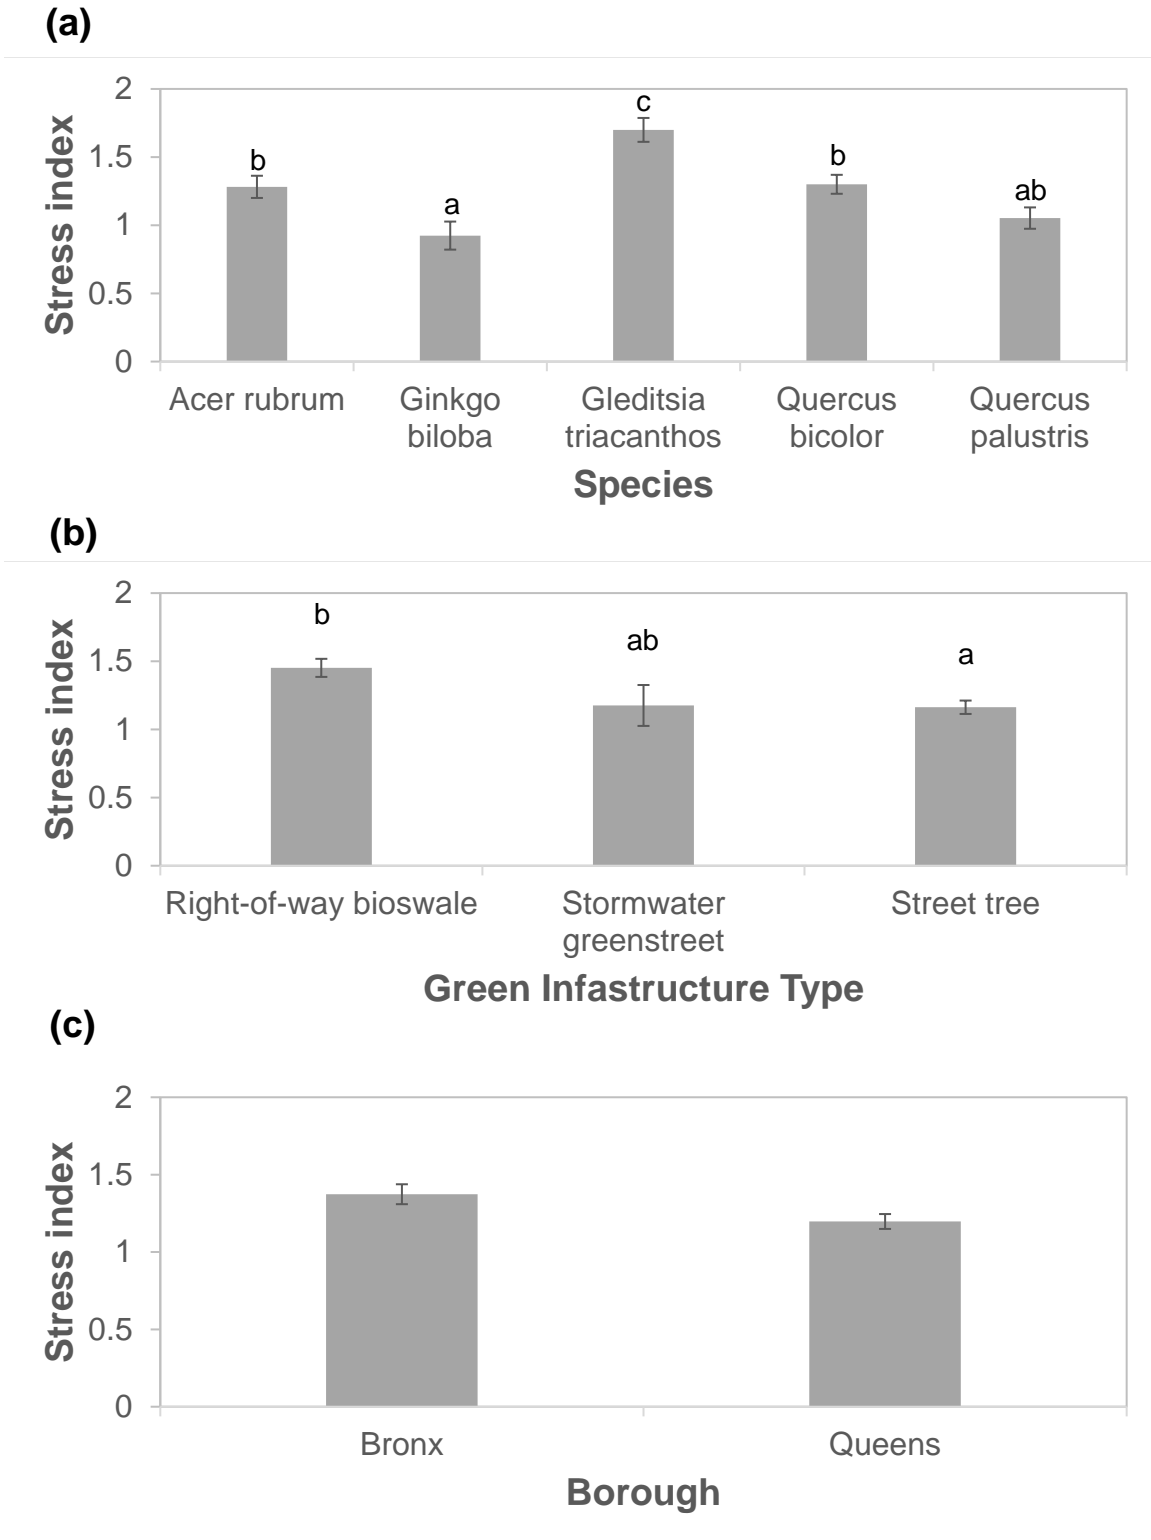 (a)
2
1.5
1
0.5
0
Stress index
b
a
c
b
ab
Acer rubrum
Ginkgo
biloba
Gleditsia
triacanthos
Quercus
bicolor
Quercus
palustris
Species
(b)
2
1.5
1
0.5
0
Stress index
b
ab
a
Right-of-way bioswale
Stormwater
greenstreet
Street tree
Green Infastructure Type
(c)
2
1.5
1
0.5
0
Stress index
Bronx
Queens
Borough